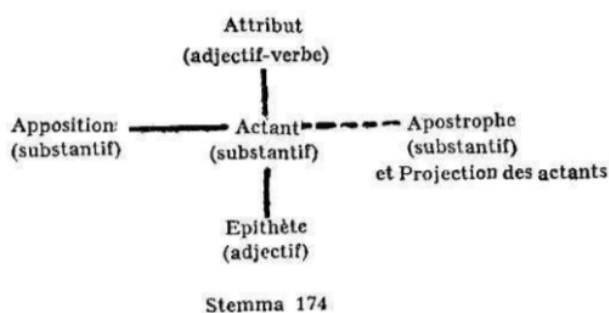 Attribut
(adjectif-verbe)
Apposition Actant Apostrophe
(substantif) (substantif) (substantif)
et Projection des actants
Epithète
(adjectif)
Stemma 174